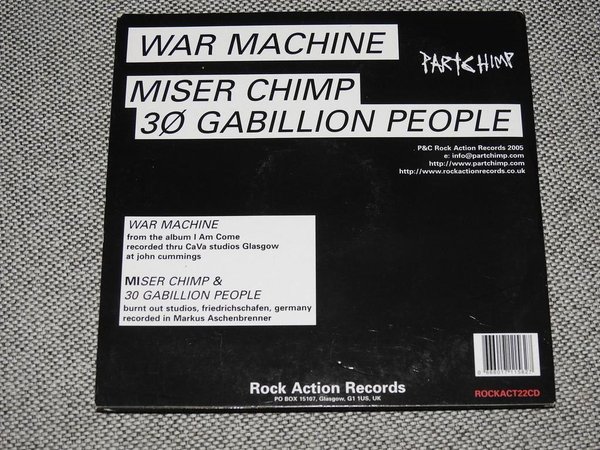 WAR MACHINE
PARTCHIMP
MISER CHIMP
3Ø GABILLION PEOPLE
. P&C Rock Action Records 2005
e: info@partchimp.com
http://www.partchimp.com
http://www.rockactionrecords.co.uk
WAR MACHINE
from the album I Am Come
recorded thru CaVa studios Glasgow
at john cummings
MISER CHIMP &
30 GABILLION PEOPLE
burnt out studios, friedrichschafen, germany
recorded in Markus Aschenbrenner
Rock Action Records
PO BOX 15107, Glasgow, G1 1US, UK
ROCKACT22CD